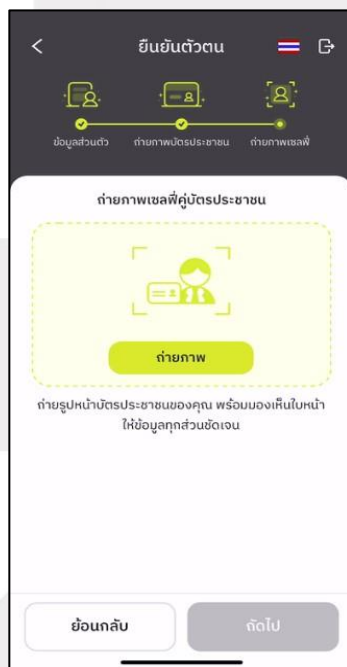 ยืนยันตัวตน
ข้อมูลส่วนตัว ถ่ายภาพบัตรประชาชน ถ่ายภาพเซลฟี่
ถ่ายภาพเซลฟี่คู่บัตรประชาชน
ถ่ายภาพ
ถ่ายรูปหน้าบัตรประชาชนของคุณ พร้อมมองเห็นใบหน้า
ให้ข้อมูลทุกส่วนชัดเจน
ย้อนกลับ ถัดไป